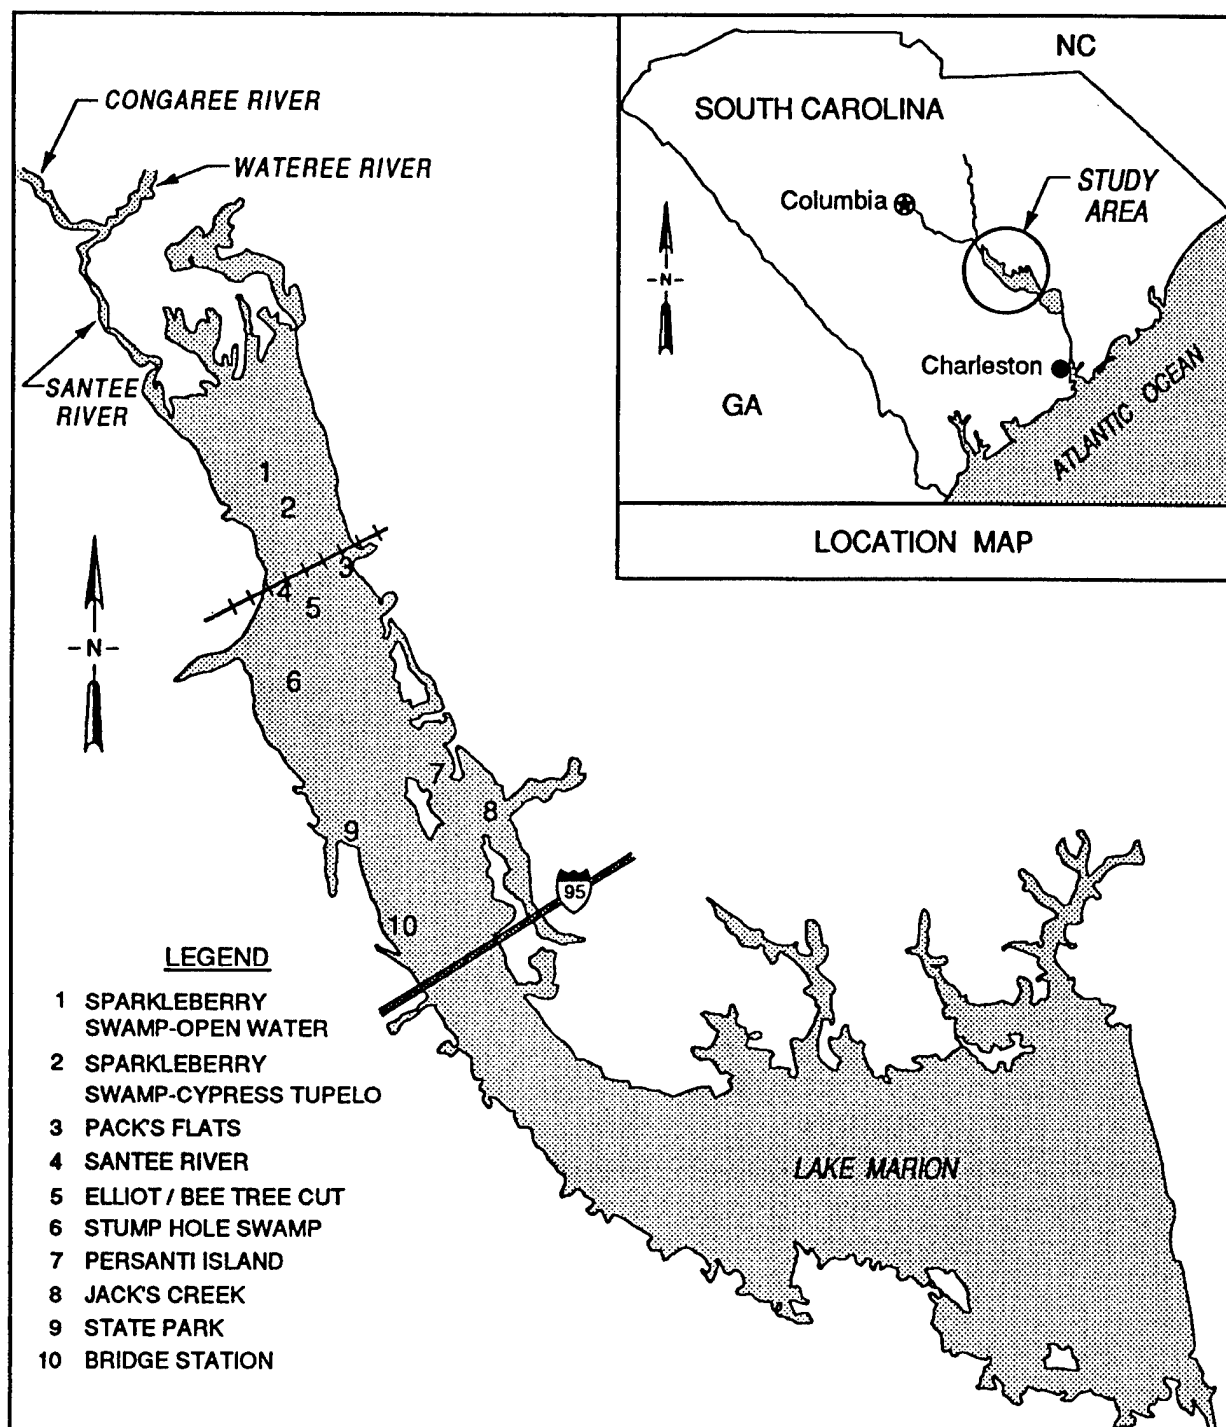 CONGAREE RIVER
WATEREE RIVER
SANTEE
RIVER
NC
SOUTH CAROLINA
Columbia
STUDY
AREA
-N-
Charleston
GA
ATLANTIC OCEAN
LOCATION MAP
1
2
3
4
5
-N-
6
7
8
9
95
10
LAKE MARION
LEGEND
1 SPARKLEBERRY
SWAMP-OPEN WATER
2 SPARKLEBERRY
SWAMP-CYPRESS TUPELO
3 PACK'S FLATS
4 SANTEE RIVER
5 ELLIOT / BEE TREE CUT
6 STUMP HOLE SWAMP
7 PERSANTI ISLAND
8 JACK'S CREEK
9 STATE PARK
10 BRIDGE STATION